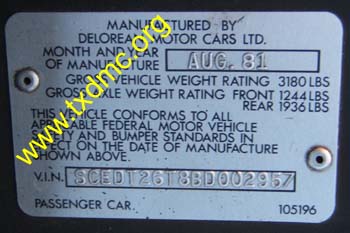 MANUFACTURED BY
DELOREAN MOTOR CARS LTD.
MONTH AND YEAR
OF MANUFACTURE AUG. 81
GROSS VEHICLE WEIGHT RATING 3180 LBS
GROSS AXLE WEIGHT RATING FRONT 1244 LBS
REAR 1936 LBS
THIS VEHICLE CONFORMS TO ALL
APPLICABLE FEDERAL MOTOR VEHICLE
SAFETY AND BUMPER STANDARDS IN
EFFECT ON THE DATE OF MANUFACTURE
SHOWN ABOVE.
V.I.N. SCEDT26T8BD002957
PASSENGER CAR. 105196
www.txdmc.org